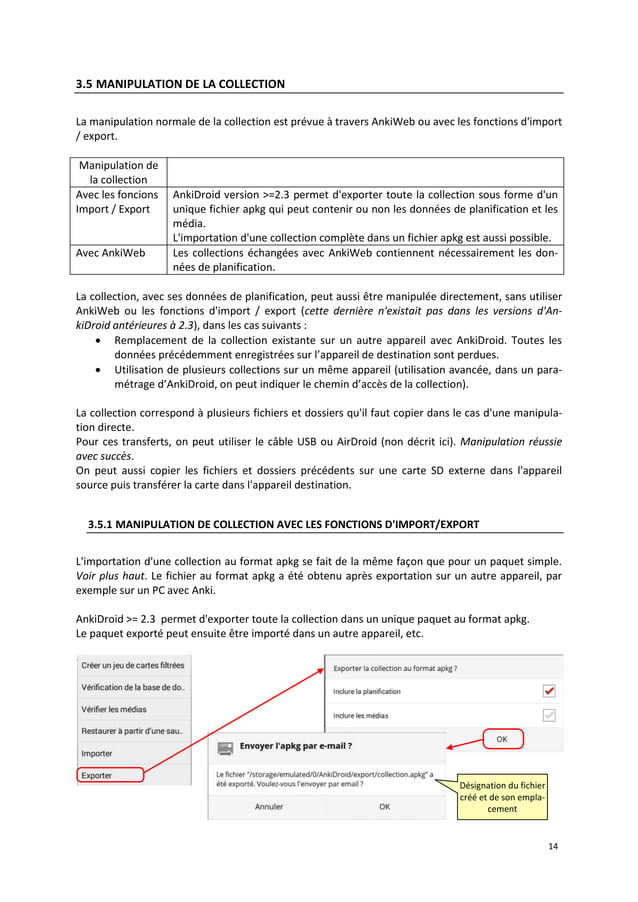 3.5 MANIPULATION DE LA COLLECTION
La manipulation normale de la collection est prévue à travers AnkiWeb ou avec les fonctions d'import
/ export.
Manipulation de
la collection
Avec les foncions
Import / Export
AnkiDroid version >=2.3 permet d'exporter toute la collection sous forme d'un
unique fichier apkg qui peut contenir ou non les données de planification et les
média.
L'importation d'une collection complète dans un fichier apkg est aussi possible.
Avec AnkiWeb
Les collections échangées avec AnkiWeb contiennent nécessairement les don-
nées de planification.
La collection, avec ses données de planification, peut aussi être manipulée directement, sans utiliser
AnkiWeb ou les fonctions d'import / export (cette dernière n'existait pas dans les versions d'An-
kiDroid antérieures à 2.3), dans les cas suivants :
• Remplacement de la collection existante sur un autre appareil avec AnkiDroid. Toutes les
données précédemment enregistrées sur l’appareil de destination sont perdues.
• Utilisation de plusieurs collections sur un même appareil (utilisation avancée, dans un para-
métrage d’AnkiDroid, on peut indiquer le chemin d’accès de la collection).
La collection correspond à plusieurs fichiers et dossiers qu'il faut copier dans le cas d'une manipula-
tion directe.
Pour ces transferts, on peut utiliser le câble USB ou AirDroid (non décrit ici). Manipulation réussie
avec succès.
On peut aussi copier les fichiers et dossiers précédents sur une carte SD externe dans l'appareil
source puis transférer la carte dans l'appareil destination.
3.5.1 MANIPULATION DE COLLECTION AVEC LES FONCTIONS D'IMPORT/EXPORT
L'importation d'une collection au format apkg se fait de la même façon que pour un paquet simple.
Voir plus haut. Le fichier au format apkg a été obtenu après exportation sur un autre appareil, par
exemple sur un PC avec Anki.
AnkiDroid >= 2.3 permet d'exporter toute la collection dans un unique paquet au format apkg.
Le paquet exporté peut ensuite être importé dans un autre appareil, etc.
Créer un jeu de cartes filtrées
Vérification de la base de do..
Vérifier les médias
Restaurer à partir d'une sau..
Importer
Exporter
Exporter la collection au format apkg ?
Inclure la planification
Inclure les médias
OK
Envoyer l'apkg par e-mail ?
Le fichier "/storage/emulated/0/AnkiDroid/export/collection.apkg" a
été exporté. Voulez-vous l'envoyer par email ?
Annuler OK
Désignation du fichier
créé et de son empla-
cement
14